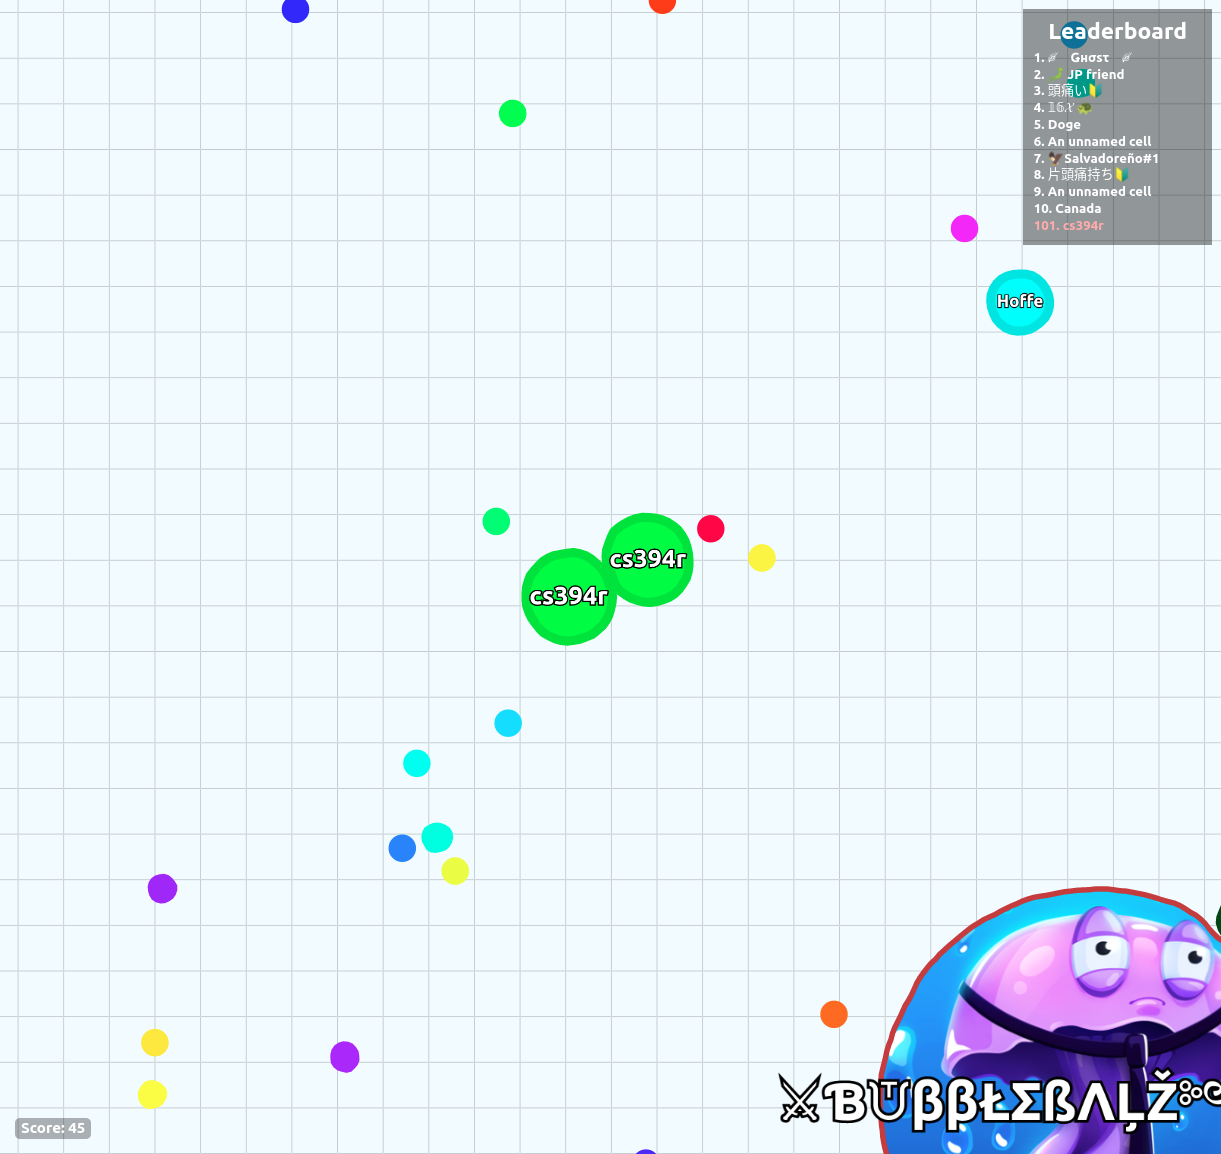 Leaderboard
1. ☄ Gнσsτ ☄
2. JP friend
3. 頭痛い🔰
4. 𝟙𝟞𝓧 🐢
5. Doge
6. An unnamed cell
7. 🦅Salvadoreño#1
8. 片頭痛持ち🔰
9. An unnamed cell
10. Canada
101. cs394r
Hoffe
cs394r
cs394r
Score: 45